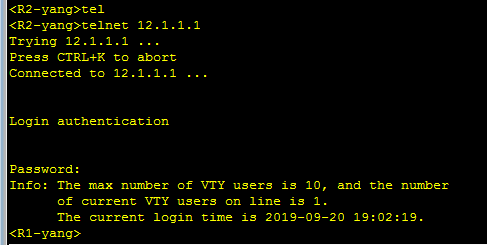 <R2-yang>tel
<R2-yang>telnet 12.1.1.1
Trying 12.1.1.1 ...
Press CTRL+K to abort
Connected to 12.1.1.1 ...
Login authentication
Password:
Info: The max number of VTY users is 10, and the number
of current VTY users on line is 1.
The current login time is 2019-09-20 19:02:19.
<R1-yang>